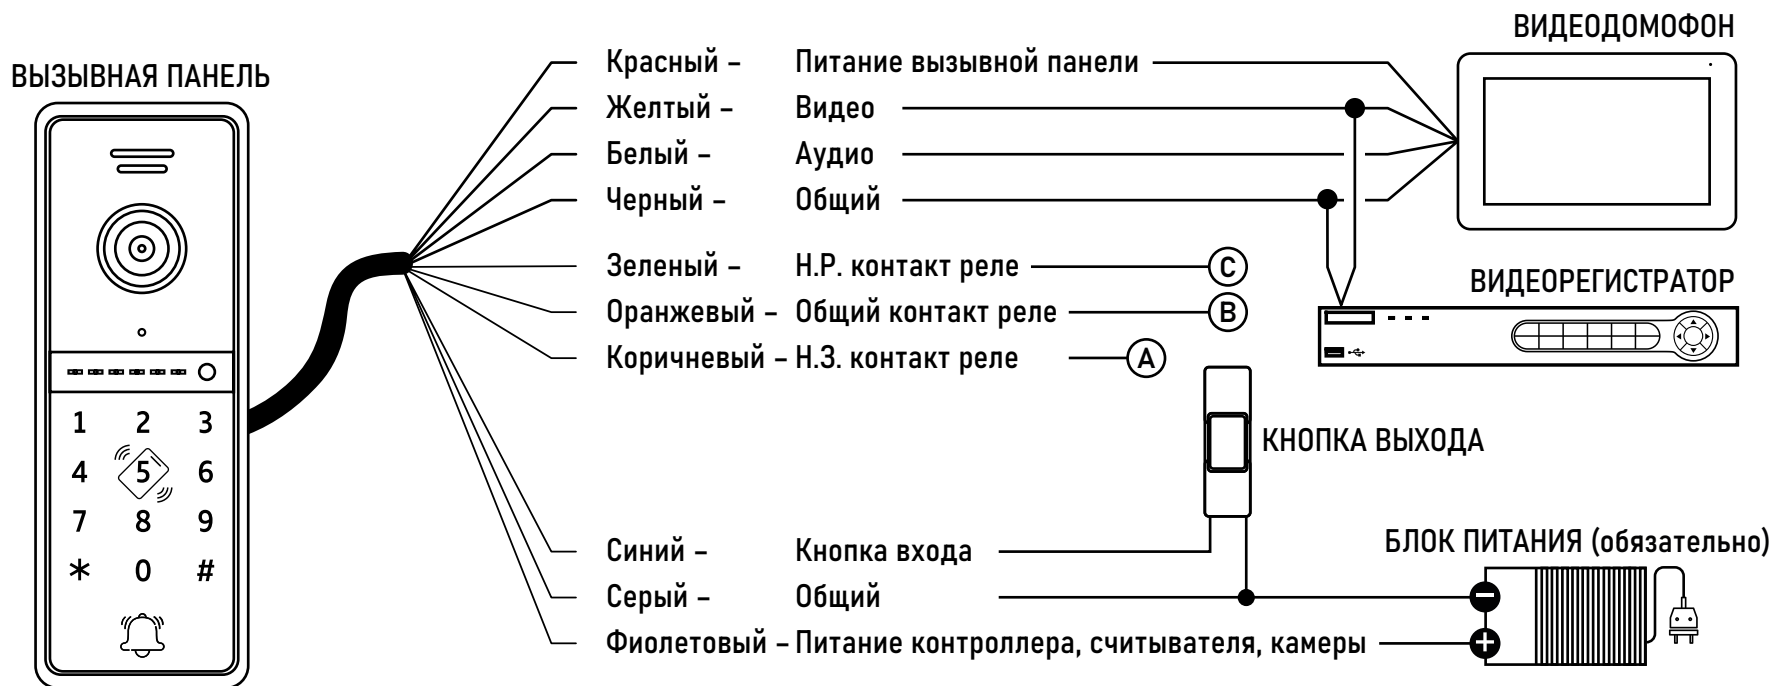 ВИДЕОДОМОФОН
ВЫЗЫВНАЯ ПАНЕЛЬ
Красный – Питание вызывной панели
Желтый – Видео
Белый – Аудио
Черный – Общий
Зеленый – Н.Р. контакт реле C
ВИДЕОРЕГИСТРАТОР
Оранжевый – Общий контакт реле B
Коричневый – Н.З. контакт реле A
1 2 3
4 5 6
7 8 9
* 0 #
КНОПКА ВЫХОДА
Синий – Кнопка входа
БЛОК ПИТАНИЯ (обязательно)
Серый – Общий –
Фиолетовый – Питание контроллера, считывателя, камеры +